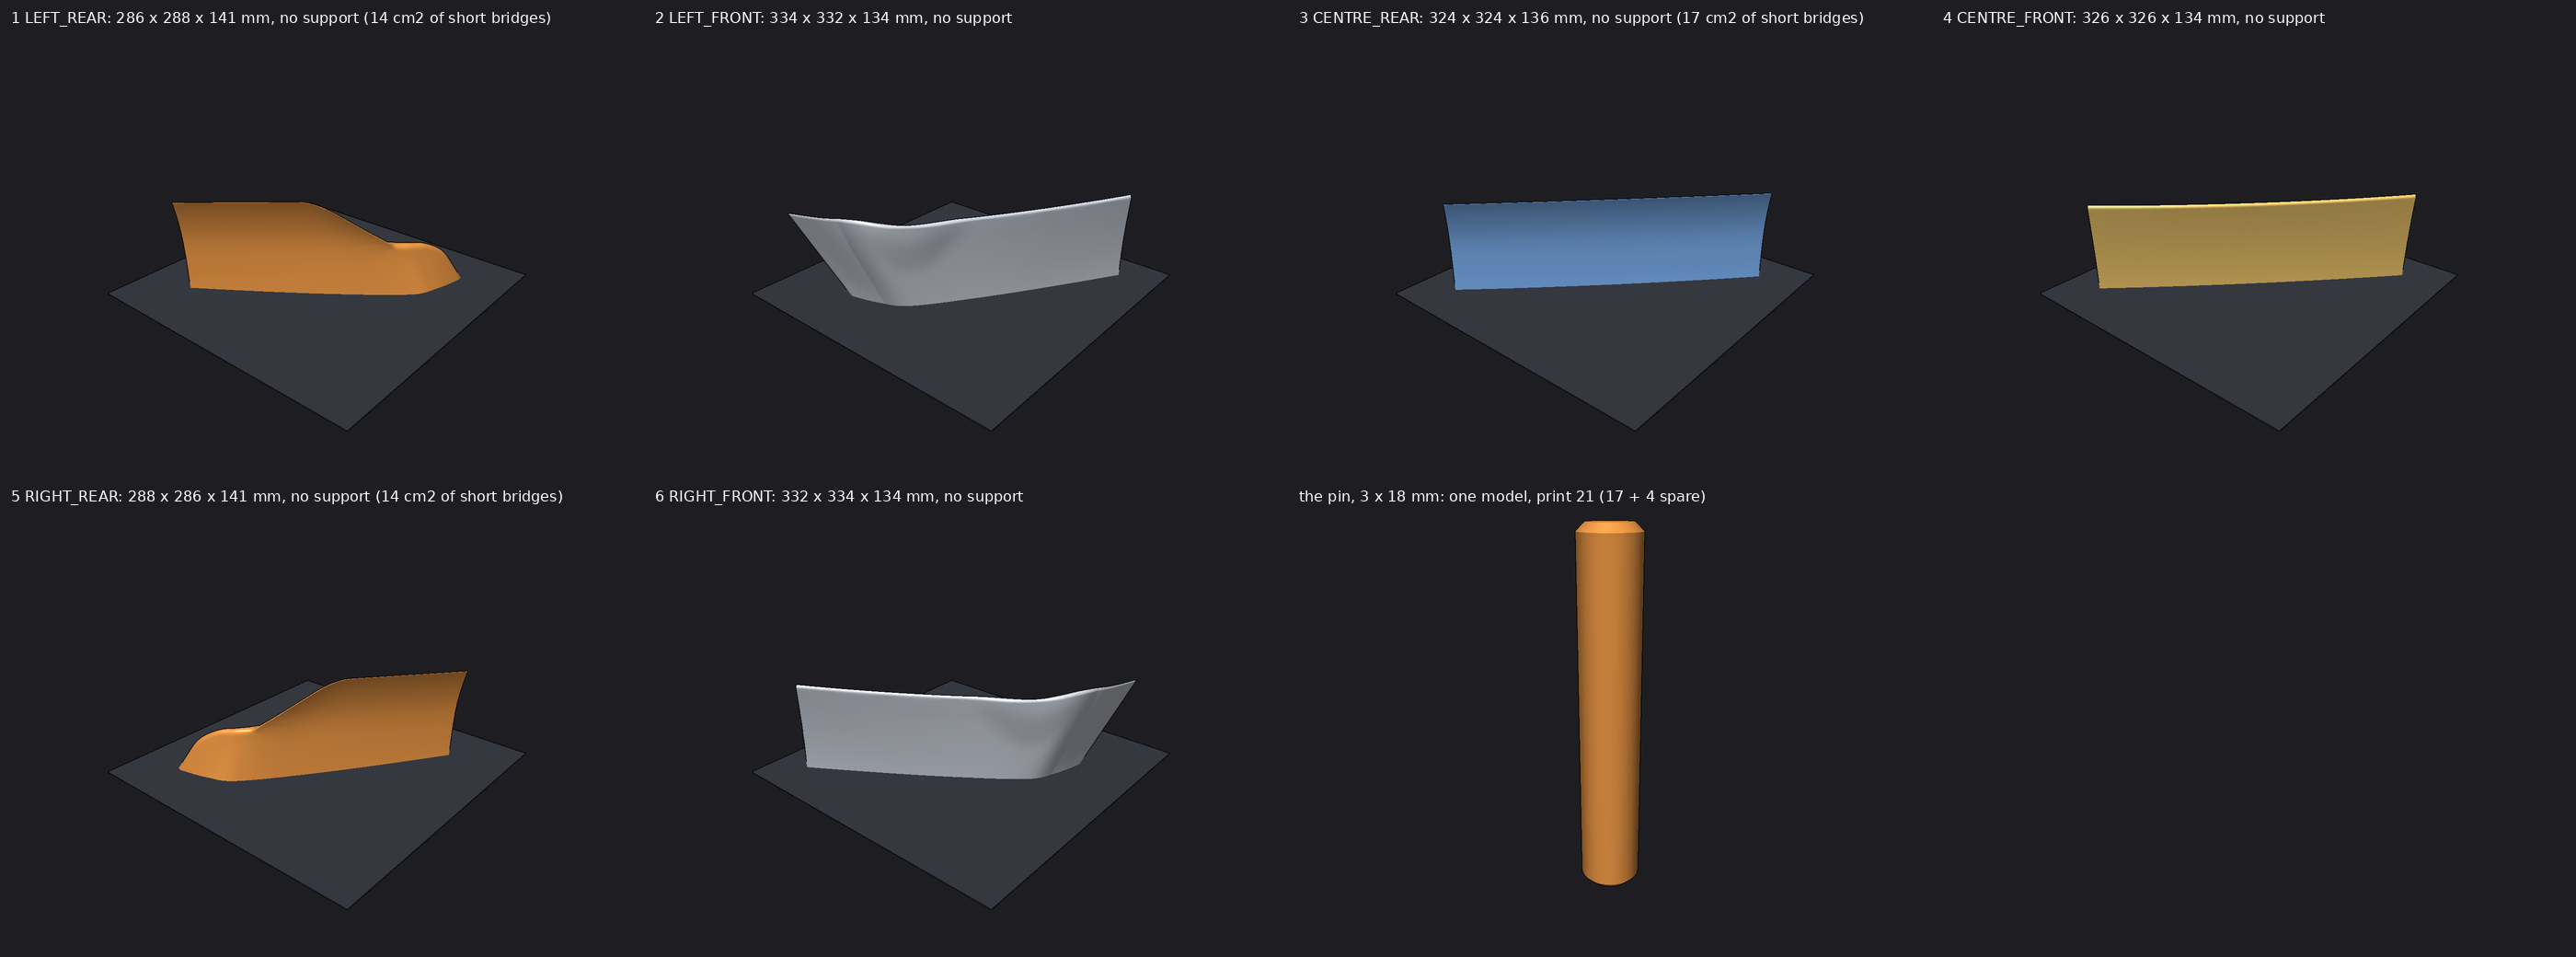 1 LEFT_REAR: 286 x 288 x 141 mm, no support (14 cm2 of short bridges)
2 LEFT_FRONT: 334 x 332 x 134 mm, no support
3 CENTRE_REAR: 324 x 324 x 136 mm, no support (17 cm2 of short bridges)
4 CENTRE_FRONT: 326 x 326 x 134 mm, no support
5 RIGHT_REAR: 288 x 286 x 141 mm, no support (14 cm2 of short bridges)
6 RIGHT_FRONT: 332 x 334 x 134 mm, no support
the pin, 3 x 18 mm: one model, print 21 (17 + 4 spare)